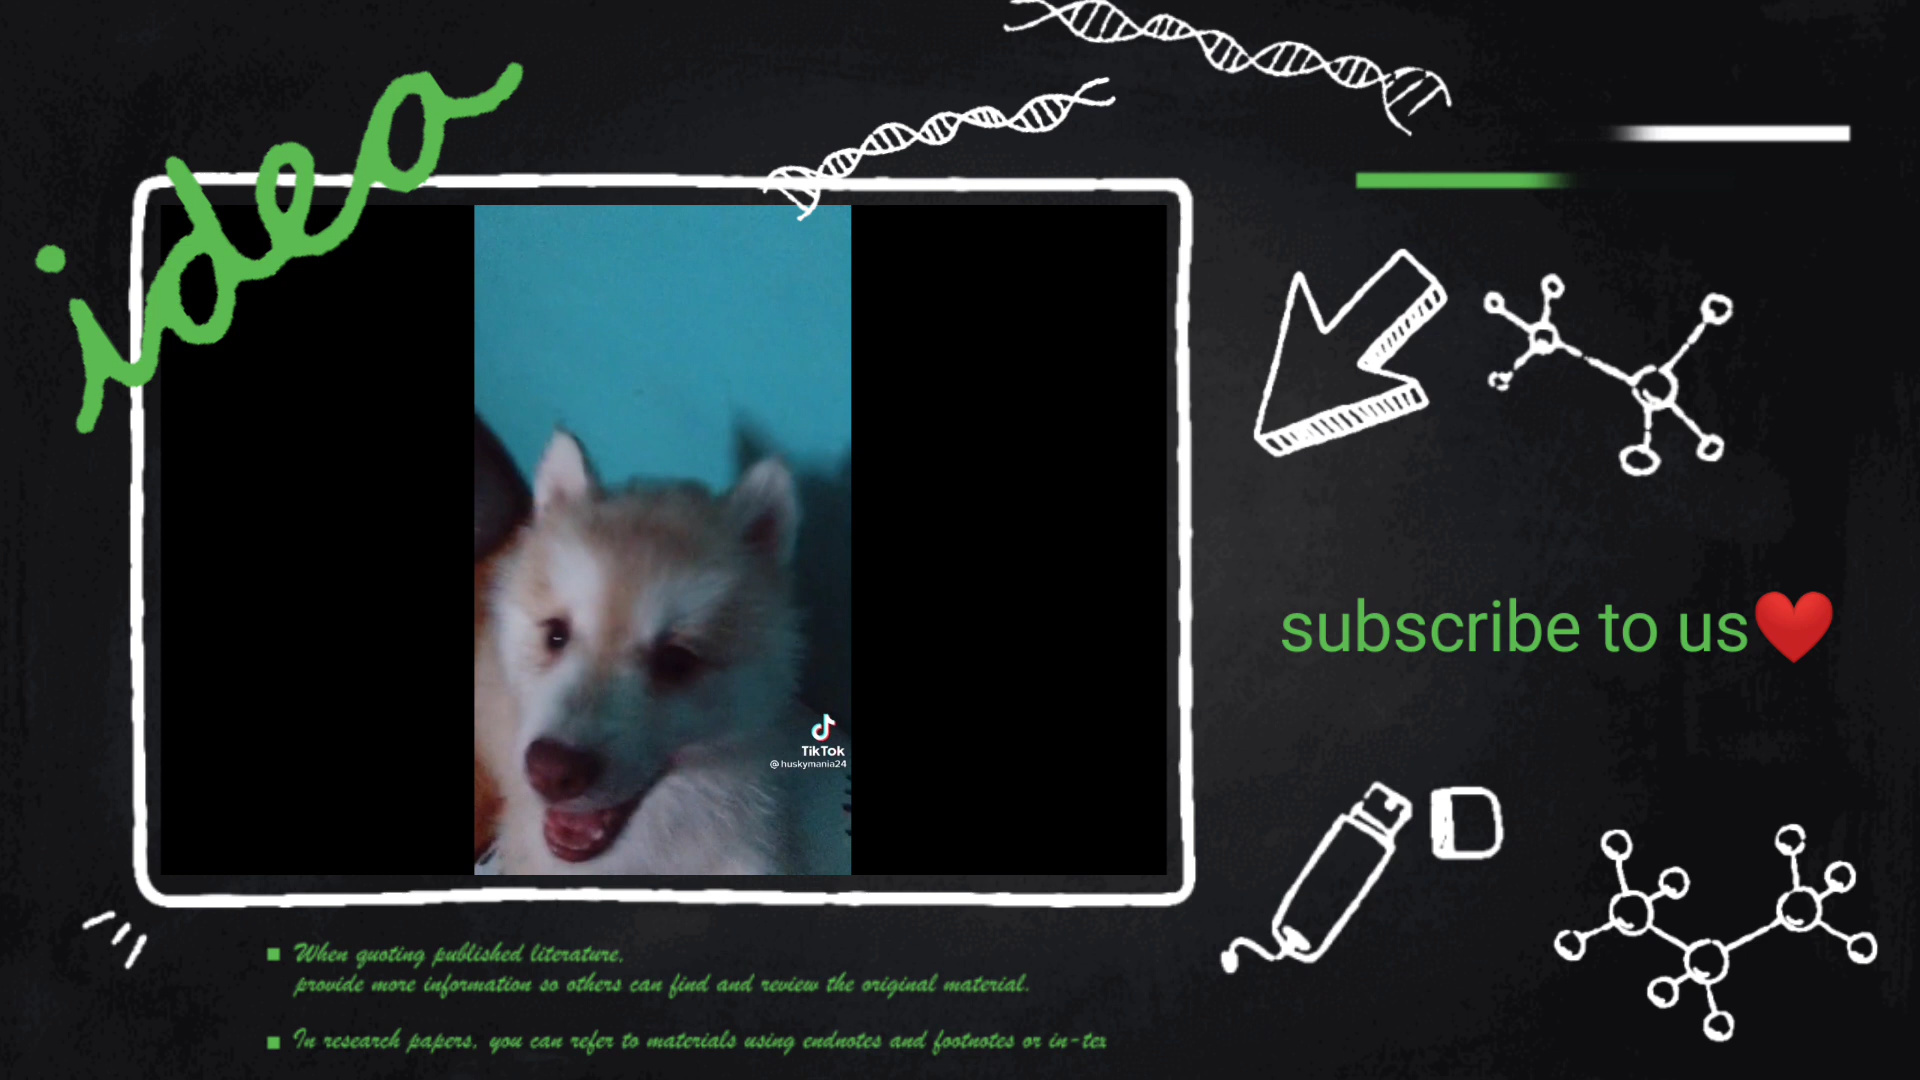 idea
TikTok
@huskymania24
subscribe to us❤️
When quoting published literature,
provide more information so others can find and review the original material.
In research papers, you can refer to materials using endnotes and footnotes or in-tex